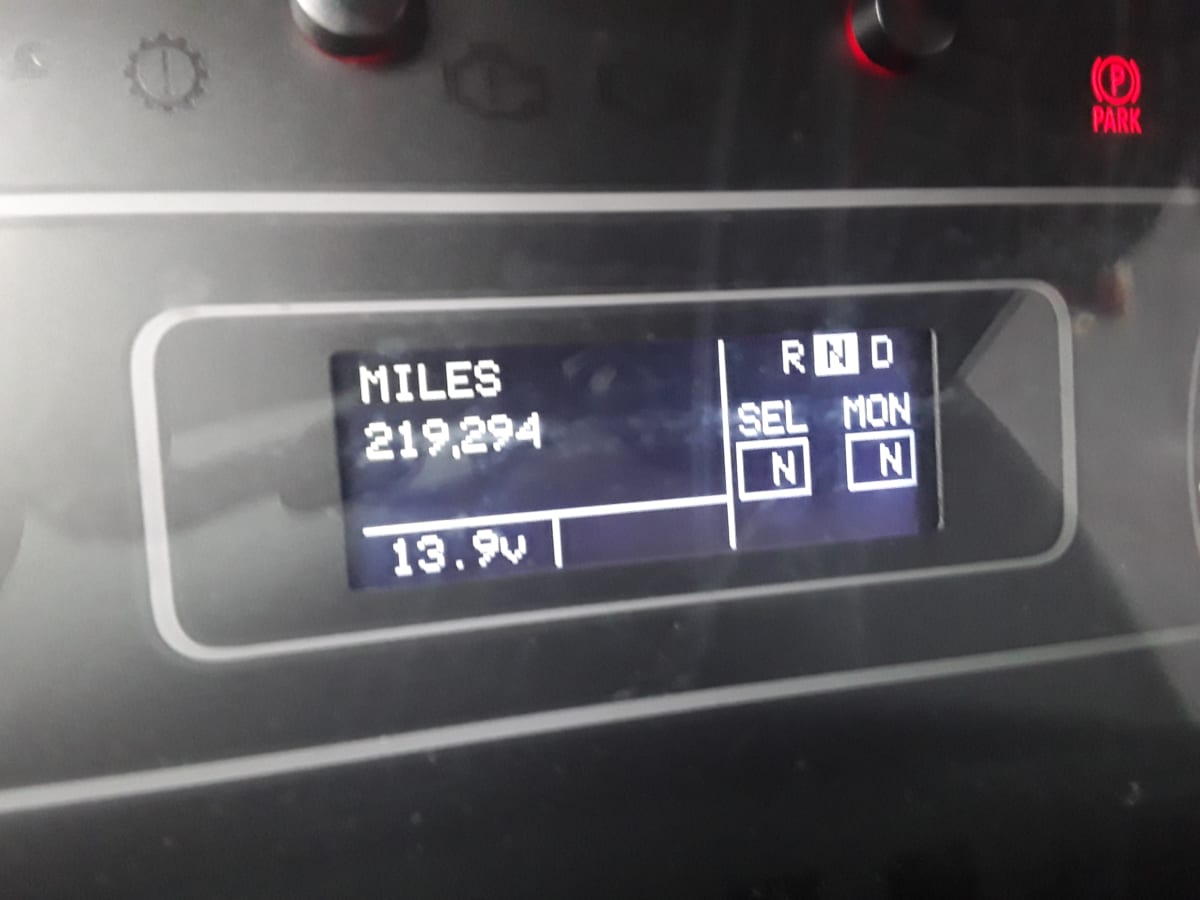 P
PARK
MILES
219,294
13.9v
R N D
SEL MON
N N